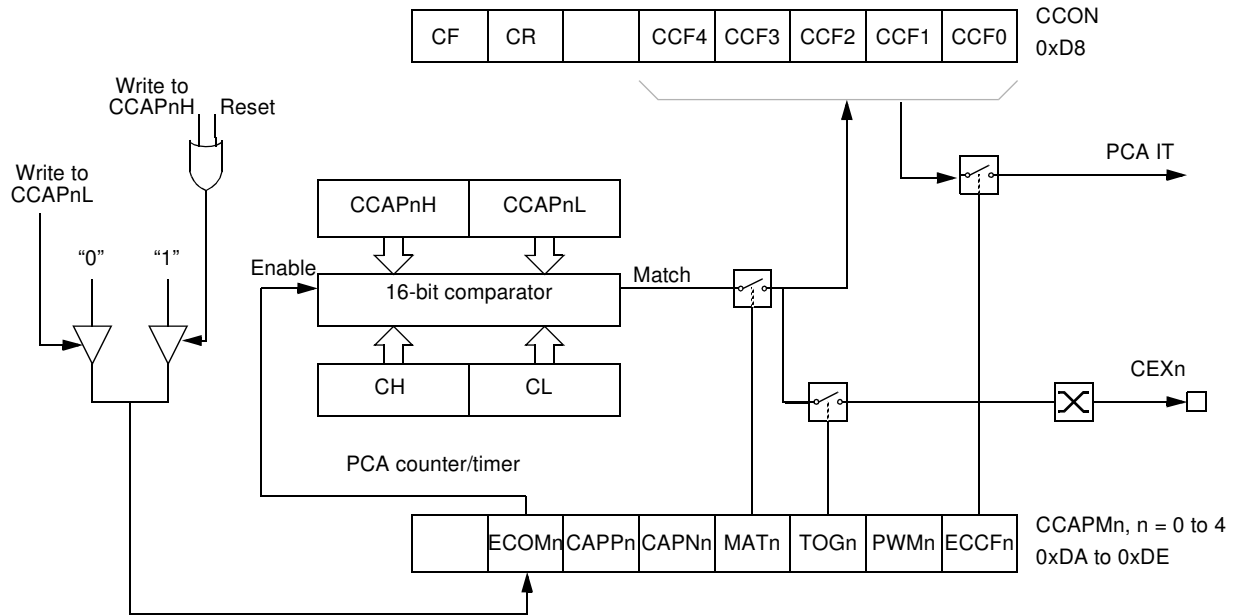 CF CR CCF4 CCF3 CCF2 CCF1 CCF0
CCON
0xD8
Write to
CCAPnH Reset
Write to
CCAPnL
PCA IT
CCAPnH CCAPnL
“0” “1”
Enable
16-bit comparator
Match
CH CL
CEXn
PCA counter/timer
ECOMn CAPPn CAPNn MATn TOGn PWMn ECCFn
CCAPMn, n = 0 to 4
0xDA to 0xDE